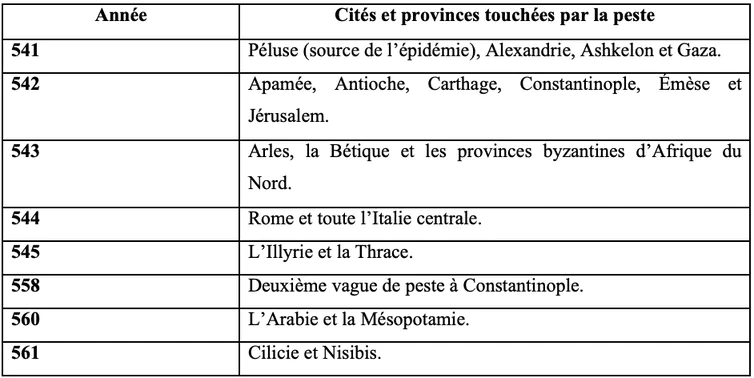 Année Cités et provinces touchées par la peste
541 Péluse (source de l’épidémie), Alexandrie, Ashkelon et Gaza.
542 Apamée, Antioche, Carthage, Constantinople, Émèse et
Jérusalem.
543 Arles, la Bétique et les provinces byzantines d’Afrique du
Nord.
544 Rome et toute l’Italie centrale.
545 L’Illyrie et la Thrace.
558 Deuxième vague de peste à Constantinople.
560 L’Arabie et la Mésopotamie.
561 Cilicie et Nisibis.